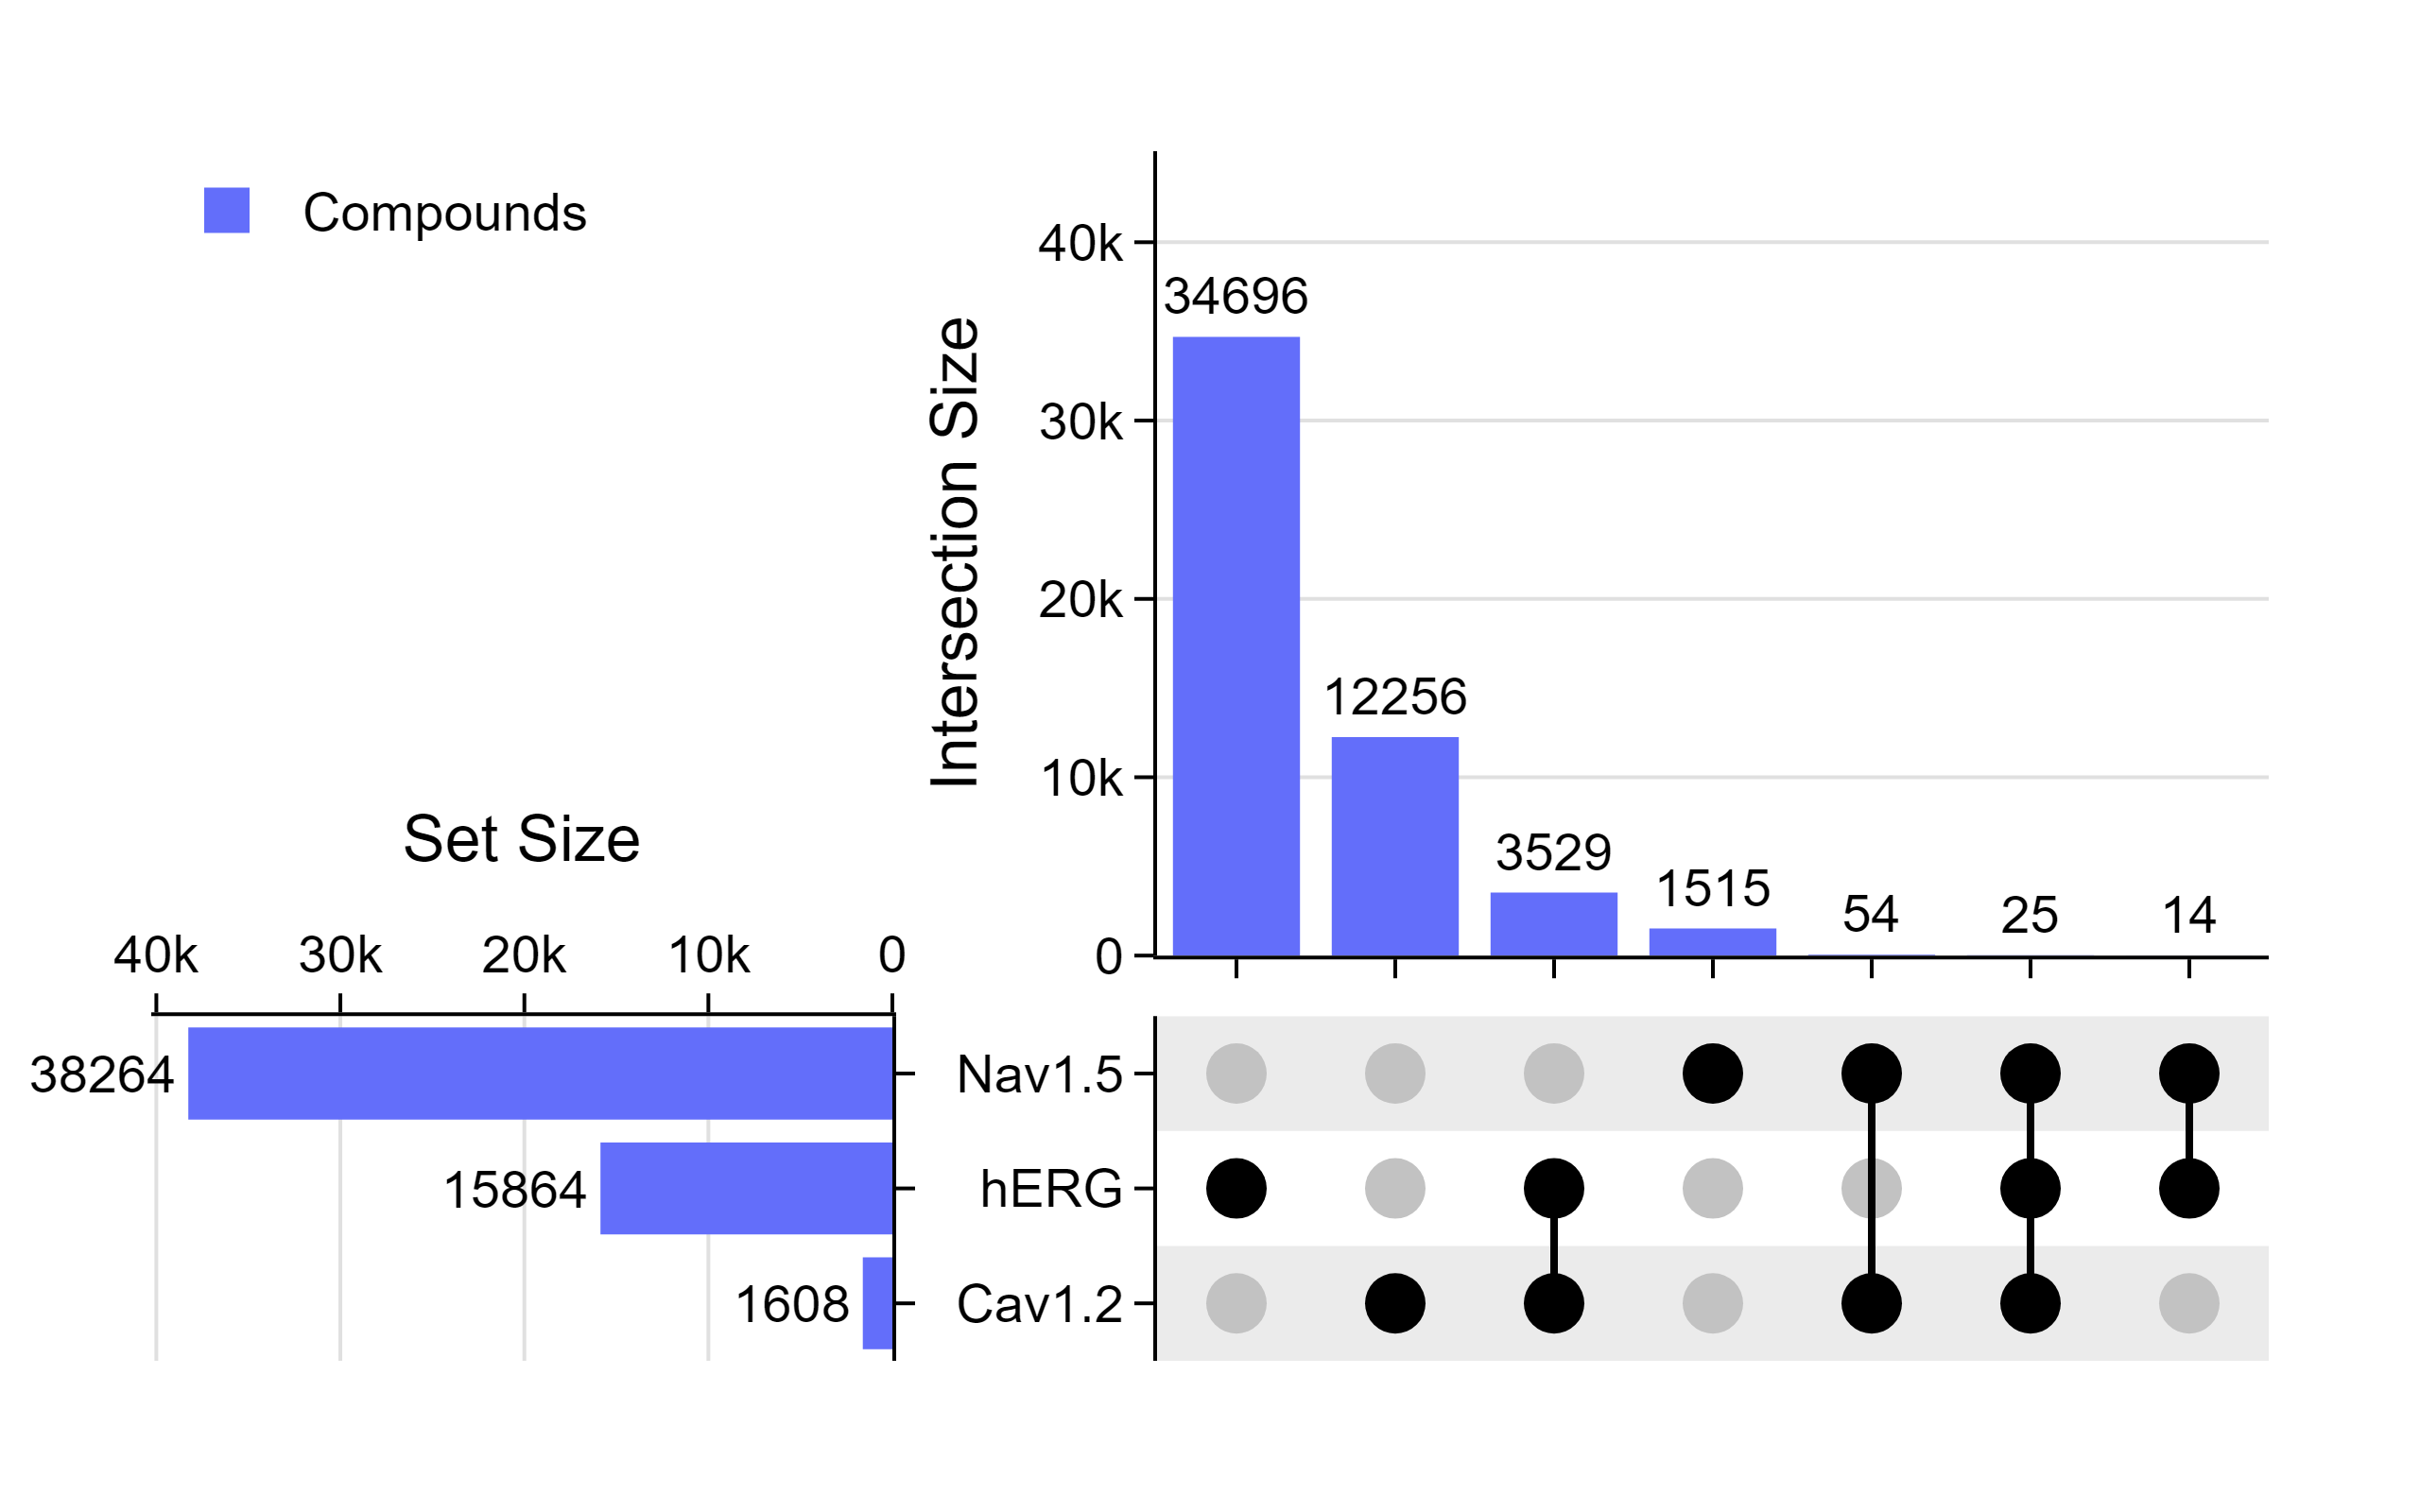 Compounds
Intersection Size
40k
30k
20k
10k
0
34696
12256
3529
1515
54
25
14
Set Size
40k 30k 20k 10k 0
38264
15864
1608
Nav1.5
hERG
Cav1.2